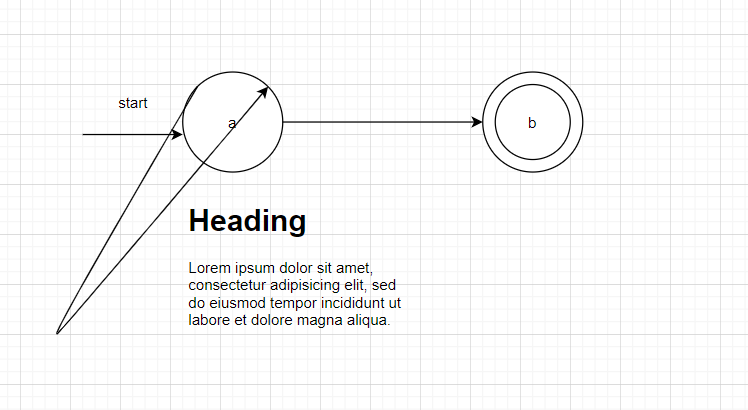 start
a
b
Heading
Lorem ipsum dolor sit amet,
consectetur adipisicing elit, sed
do eiusmod tempor incididunt ut
labore et dolore magna aliqua.